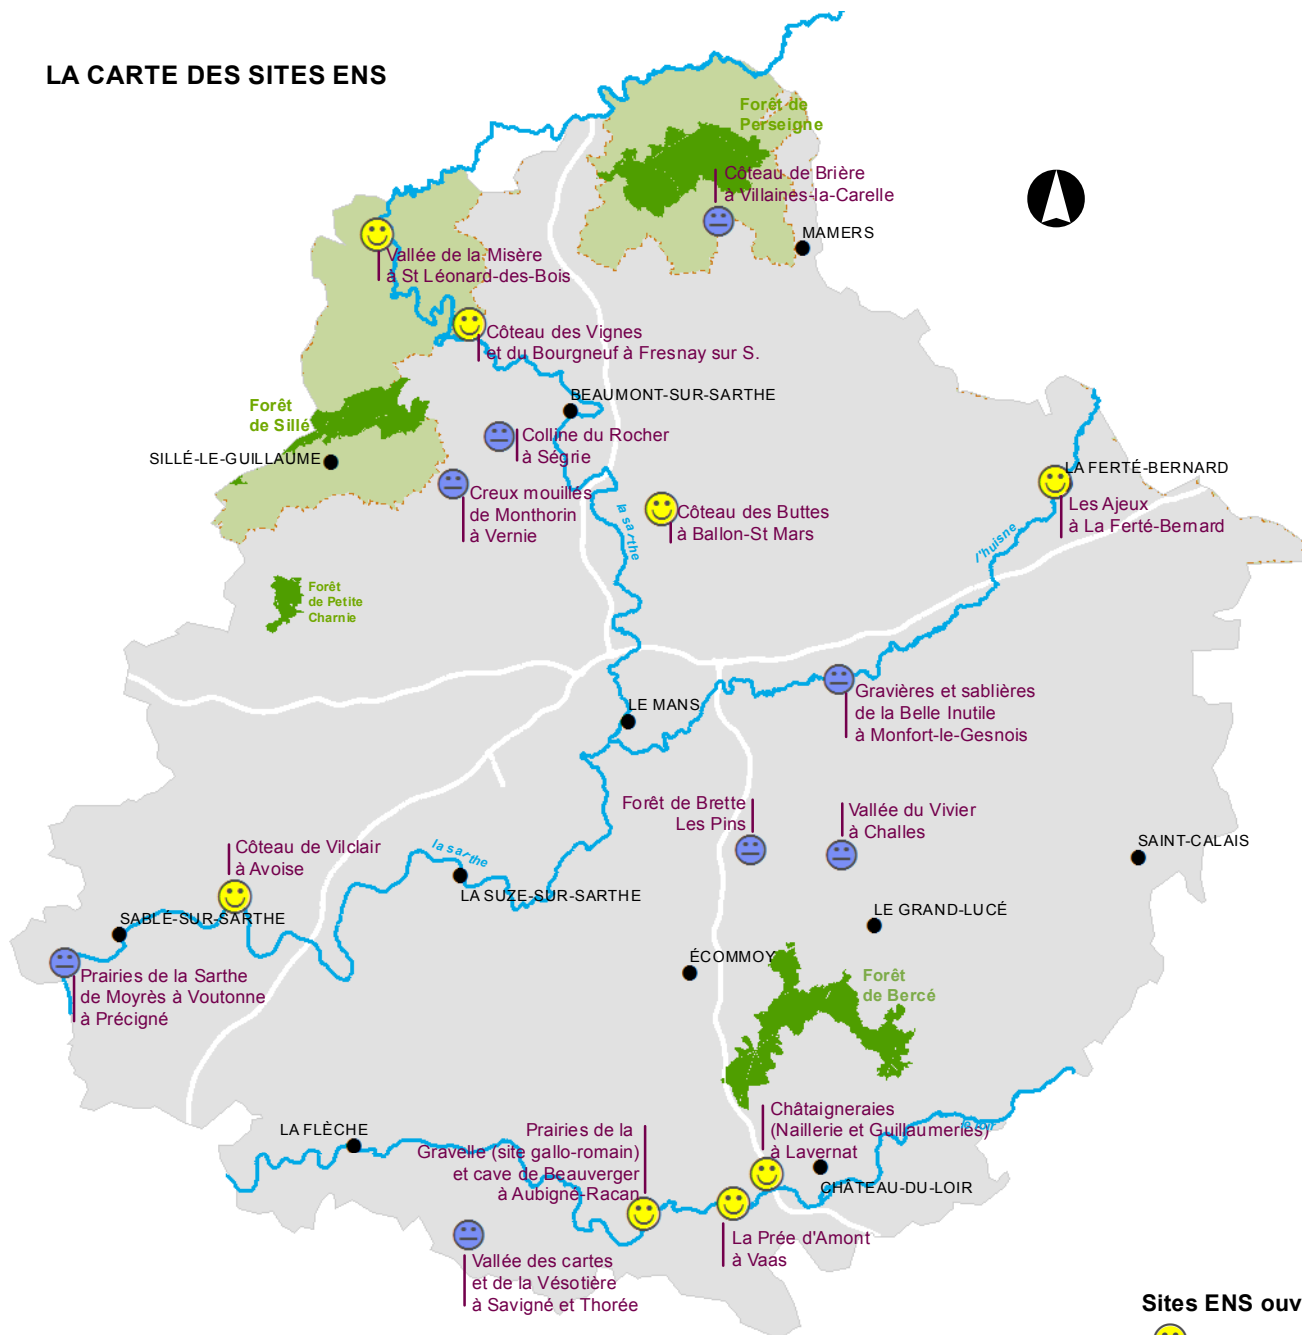 LA CARTE DES SITES ENS
Forêt de
Perseigne
Côteau de Brière
à Villaines-la-Carelle
MAMERS
Vallée de la Misère
à St Léonard-des-Bois
Côteau des Vignes
et du Bourgneuf à Fresnay sur S.
BEAUMONT-SUR-SARTHE
Forêt
de Sillé
SILLÉ-LE-GUILLAUME
Colline du Rocher
à Ségrie
Creux mouillés
de Monthorin
à Vernie
la sarthe
Côteau des Buttes
à Ballon-St Mars
LA FERTÉ-BERNARD
Les Ajeux
à La Ferté-Bernard
l'huisne
Forêt
de Petite
Charnie
LE MANS
Gravières et sablières
de la Belle Inutile
à Monfort-le-Gesnois
Forêt de Brette
Les Pins
Vallée du Vivier
à Challes
SAINT-CALAIS
Côteau de Vilclair
à Avoise
la sarthe
LA SUZE-SUR-SARTHE
SABLÉ-SUR-SARTHE
LE GRAND-LUCÉ
ÉCOMMOY
Prairies de la Sarthe
de Moyrès à Voutonne
à Précigné
Forêt
de Bercé
LA FLÈCHE
Prairies de la
Gravelle (site gallo-romain)
et cave de Beauverger
à Aubigné-Racan
Châtaigneraies
(Naillerie et Guillaumeries)
à Lavernat
le loir
CHÂTEAU-DU-LOIR
La Prée d'Amont
à Vaas
Vallée des cartes
et de la Vésotière
à Savigné et Thorée
Sites ENS ouv